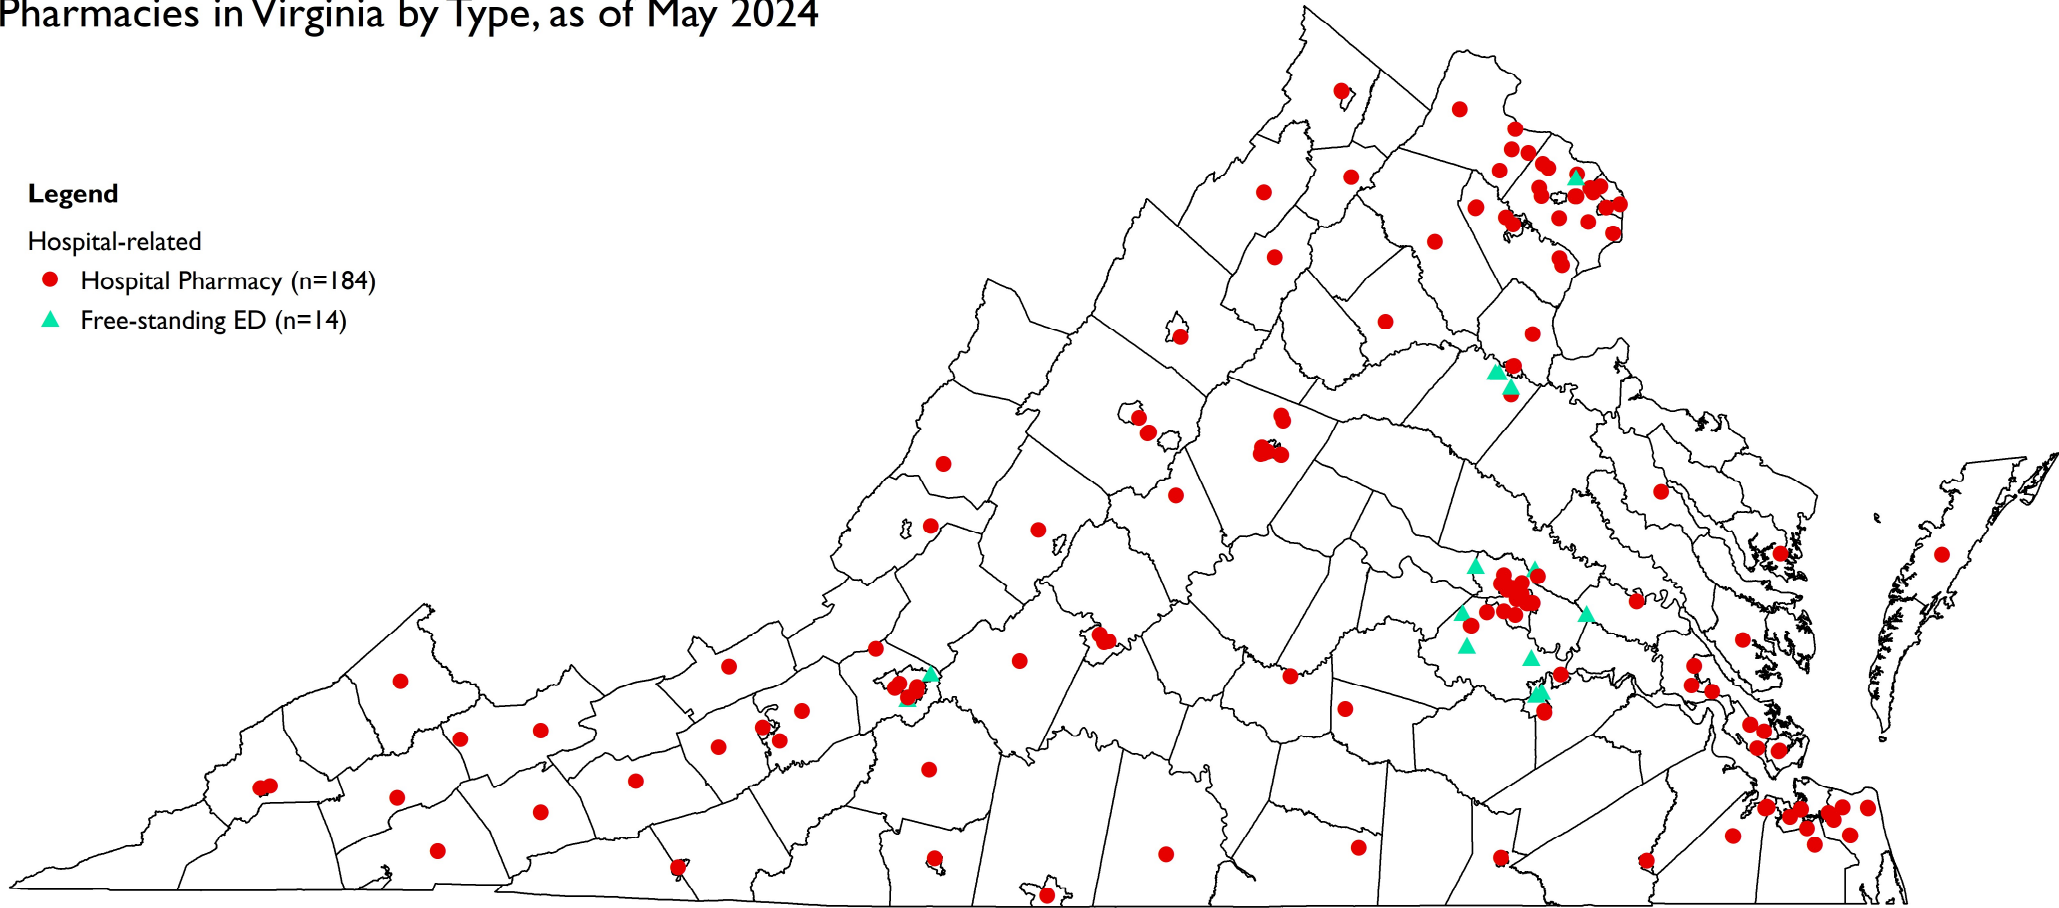 Pharmacies in Virginia by Type, as of May 2024
Legend
Hospital-related
Hospital Pharmacy (n=184)
Free-standing ED (n=14)